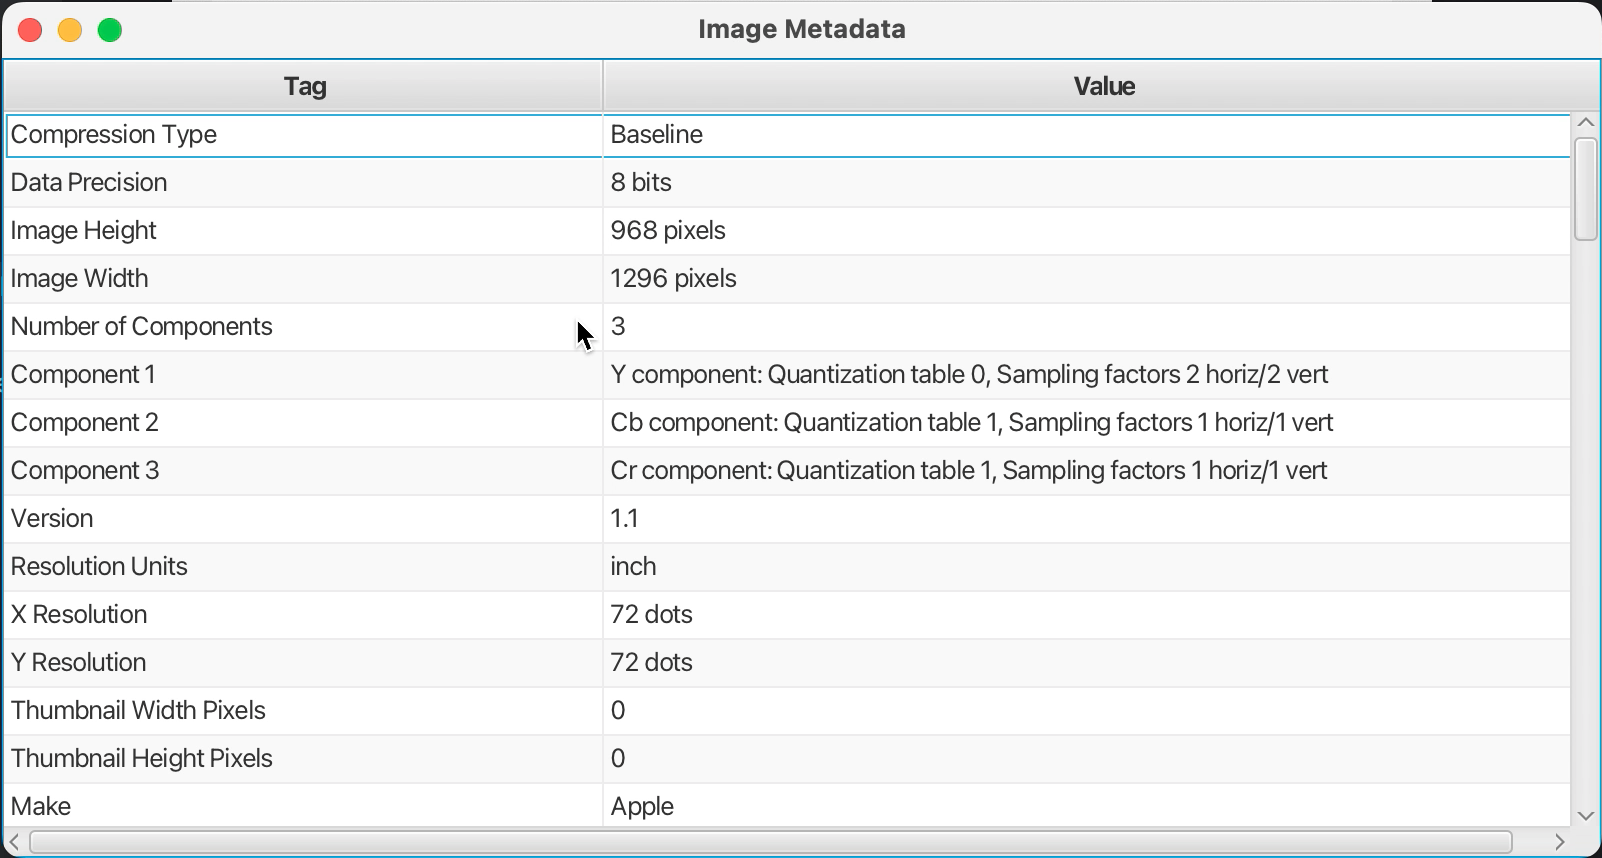 Image Metadata
Tag Value
Compression Type Baseline
Data Precision 8 bits
Image Height 968 pixels
Image Width 1296 pixels
Number of Components 3
Component 1 Y component: Quantization table 0, Sampling factors 2 horiz/2 vert
Component 2 Cb component: Quantization table 1, Sampling factors 1 horiz/1 vert
Component 3 Cr component: Quantization table 1, Sampling factors 1 horiz/1 vert
Version 1.1
Resolution Units inch
X Resolution 72 dots
Y Resolution 72 dots
Thumbnail Width Pixels 0
Thumbnail Height Pixels 0
Make Apple